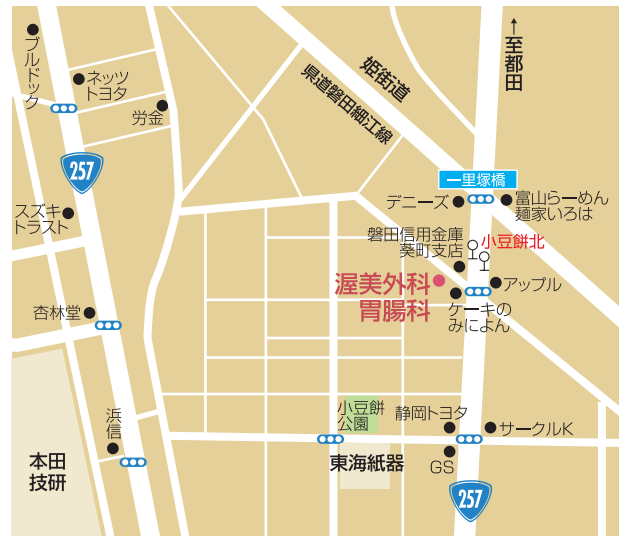 ブルドック
ネッツ
トヨタ
労金
257
スズキ
トラスト
杏林堂
浜信
本田
技研
↑至都田
姫街道
県道磐田細江線
一里塚橋
デニーズ
富山らーめん
麺家いろは
磐田信用金庫
葵町支店
小豆餅北
渥美外科
胃腸科
アップル
ケーキの
みによん
小豆餅
公園
静岡トヨタ
サークルK
東海紙器
GS
257